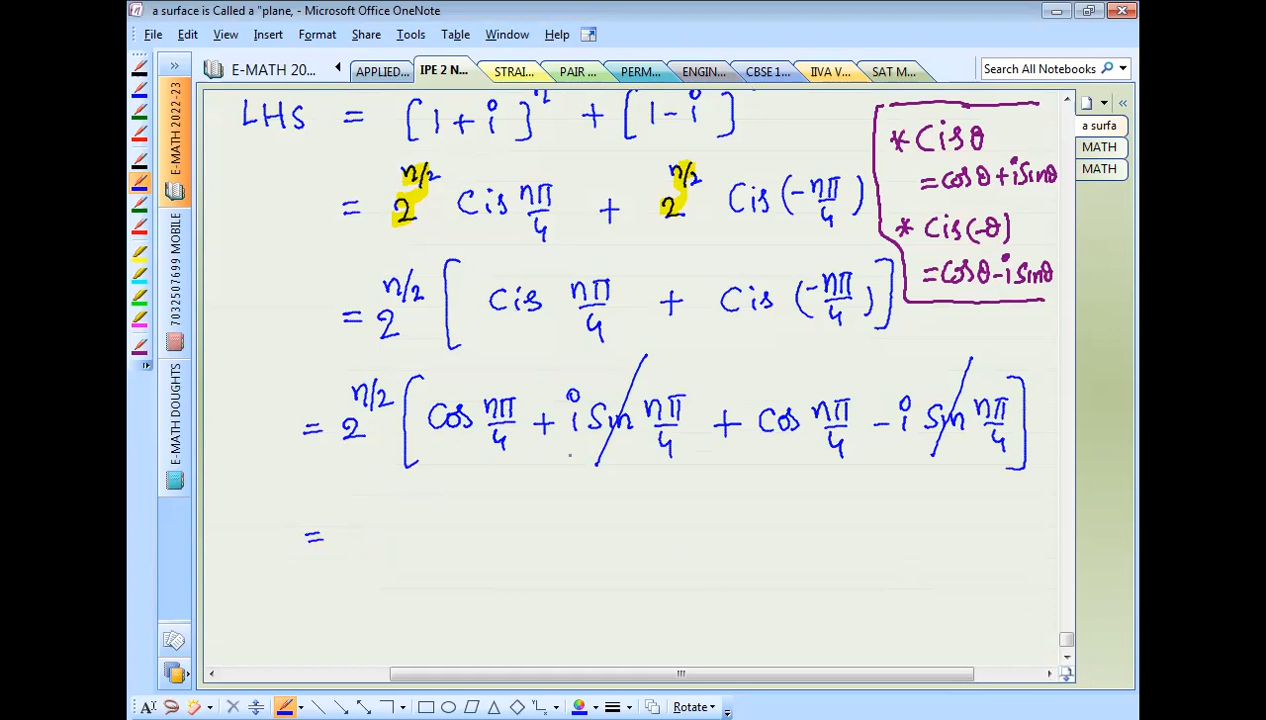 a surface is Called a "plane, - Microsoft Office OneNote
File Edit View Insert Format Share Tools Table Window Help
E-MATH 20... APPLIED... IPE 2 N... STRAI... PAIR ... PERM... ENGIN... CBSE 1... IIVA V... SAT M... Search All Notebooks
E-MATH 2022-23
7032507699 MOBILE
E-MATH DOUGHTS
a surfa
MATH
MATH
LHS = [1+i]^n + [1-i]
= 2^{n/2} Cis nπ/4 + 2^{n/2} Cis (-nπ/4)
= 2^{n/2} [ Cis nπ/4 + Cis (-nπ/4) ]
= 2^{n/2} [ Cos nπ/4 + i Sin nπ/4 + Cos nπ/4 - i Sin nπ/4 ]
=
* Cisθ
= Cosθ + i Sinθ
* Cis(-θ)
= Cosθ - i Sinθ
Rotate